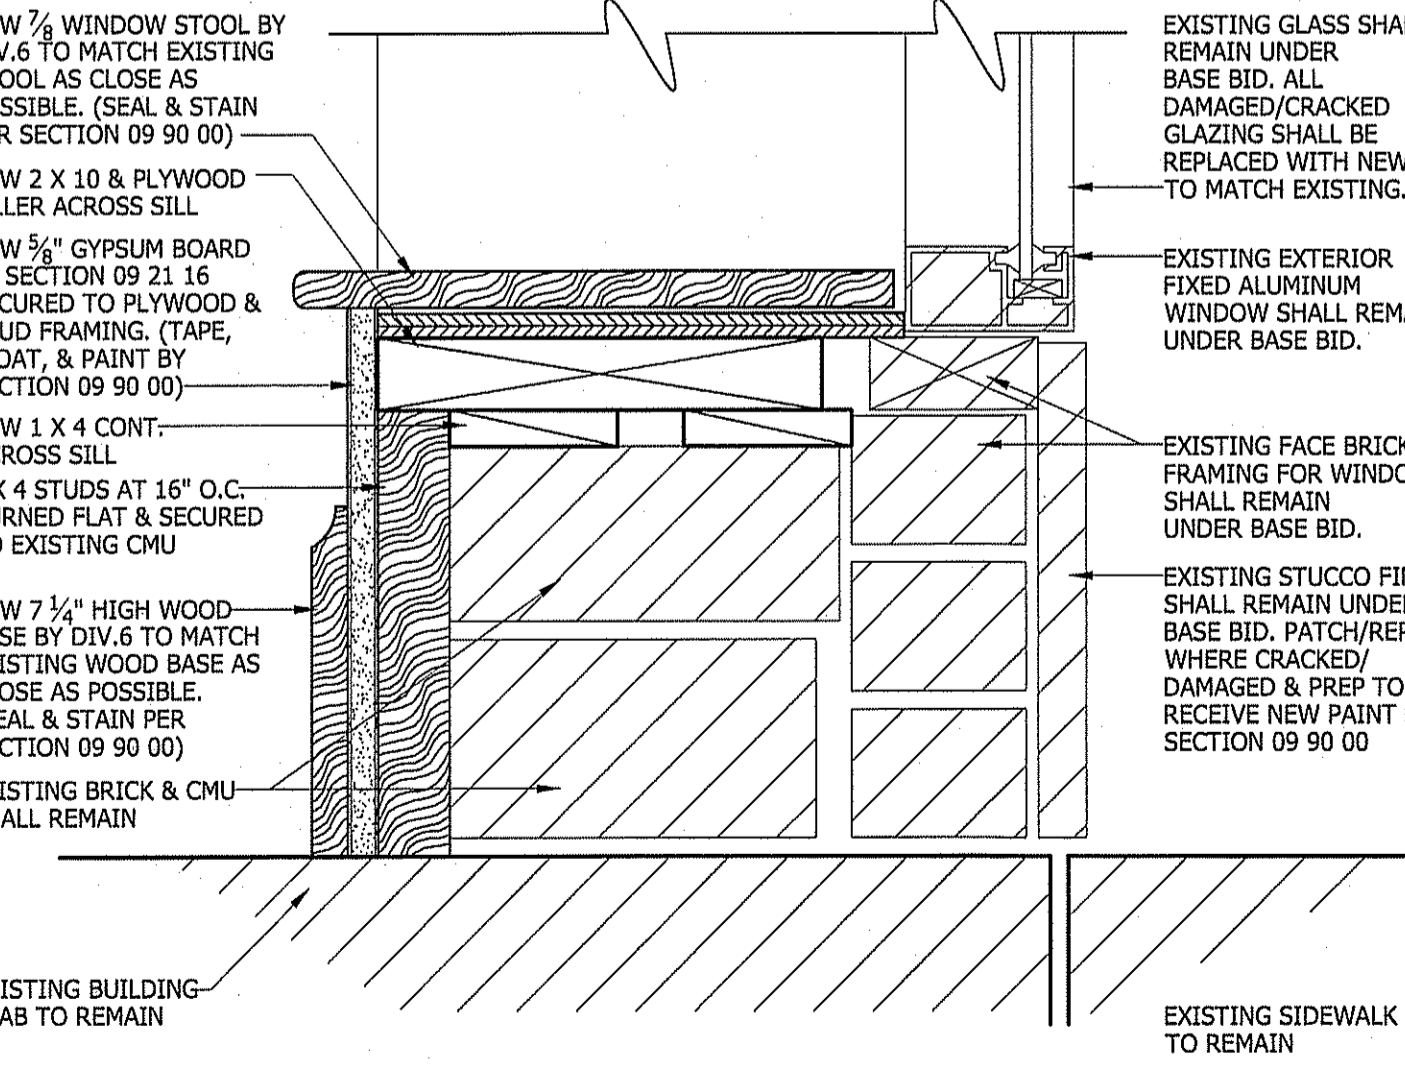 W 7/8 WINDOW STOOL BY
V.6 TO MATCH EXISTING
OOL AS CLOSE AS
SSIBLE. (SEAL & STAIN
R SECTION 09 90 00)
W 2 X 10 & PLYWOOD
LLER ACROSS SILL
W 5/8" GYPSUM BOARD
SECTION 09 21 16
CURED TO PLYWOOD &
UD FRAMING. (TAPE,
OAT, & PAINT BY
CTION 09 90 00)
W 1 X 4 CONT.
ROSS SILL
X 4 STUDS AT 16" O.C.
URNED FLAT & SECURED
O EXISTING CMU
W 7 1/4" HIGH WOOD
SE BY DIV.6 TO MATCH
ISTING WOOD BASE AS
OSE AS POSSIBLE.
EAL & STAIN PER
CTION 09 90 00)
ISTING BRICK & CMU
ALL REMAIN
ISTING BUILDING
AB TO REMAIN
EXISTING GLASS SHA
REMAIN UNDER
BASE BID. ALL
DAMAGED/CRACKED
GLAZING SHALL BE
REPLACED WITH NEW
TO MATCH EXISTING.
EXISTING EXTERIOR
FIXED ALUMINUM
WINDOW SHALL REMA
UNDER BASE BID.
EXISTING FACE BRICK
FRAMING FOR WINDO
SHALL REMAIN
UNDER BASE BID.
EXISTING STUCCO FI
SHALL REMAIN UNDER
BASE BID. PATCH/REP
WHERE CRACKED/
DAMAGED & PREP TO
RECEIVE NEW PAINT
SECTION 09 90 00
EXISTING SIDEWALK
TO REMAIN